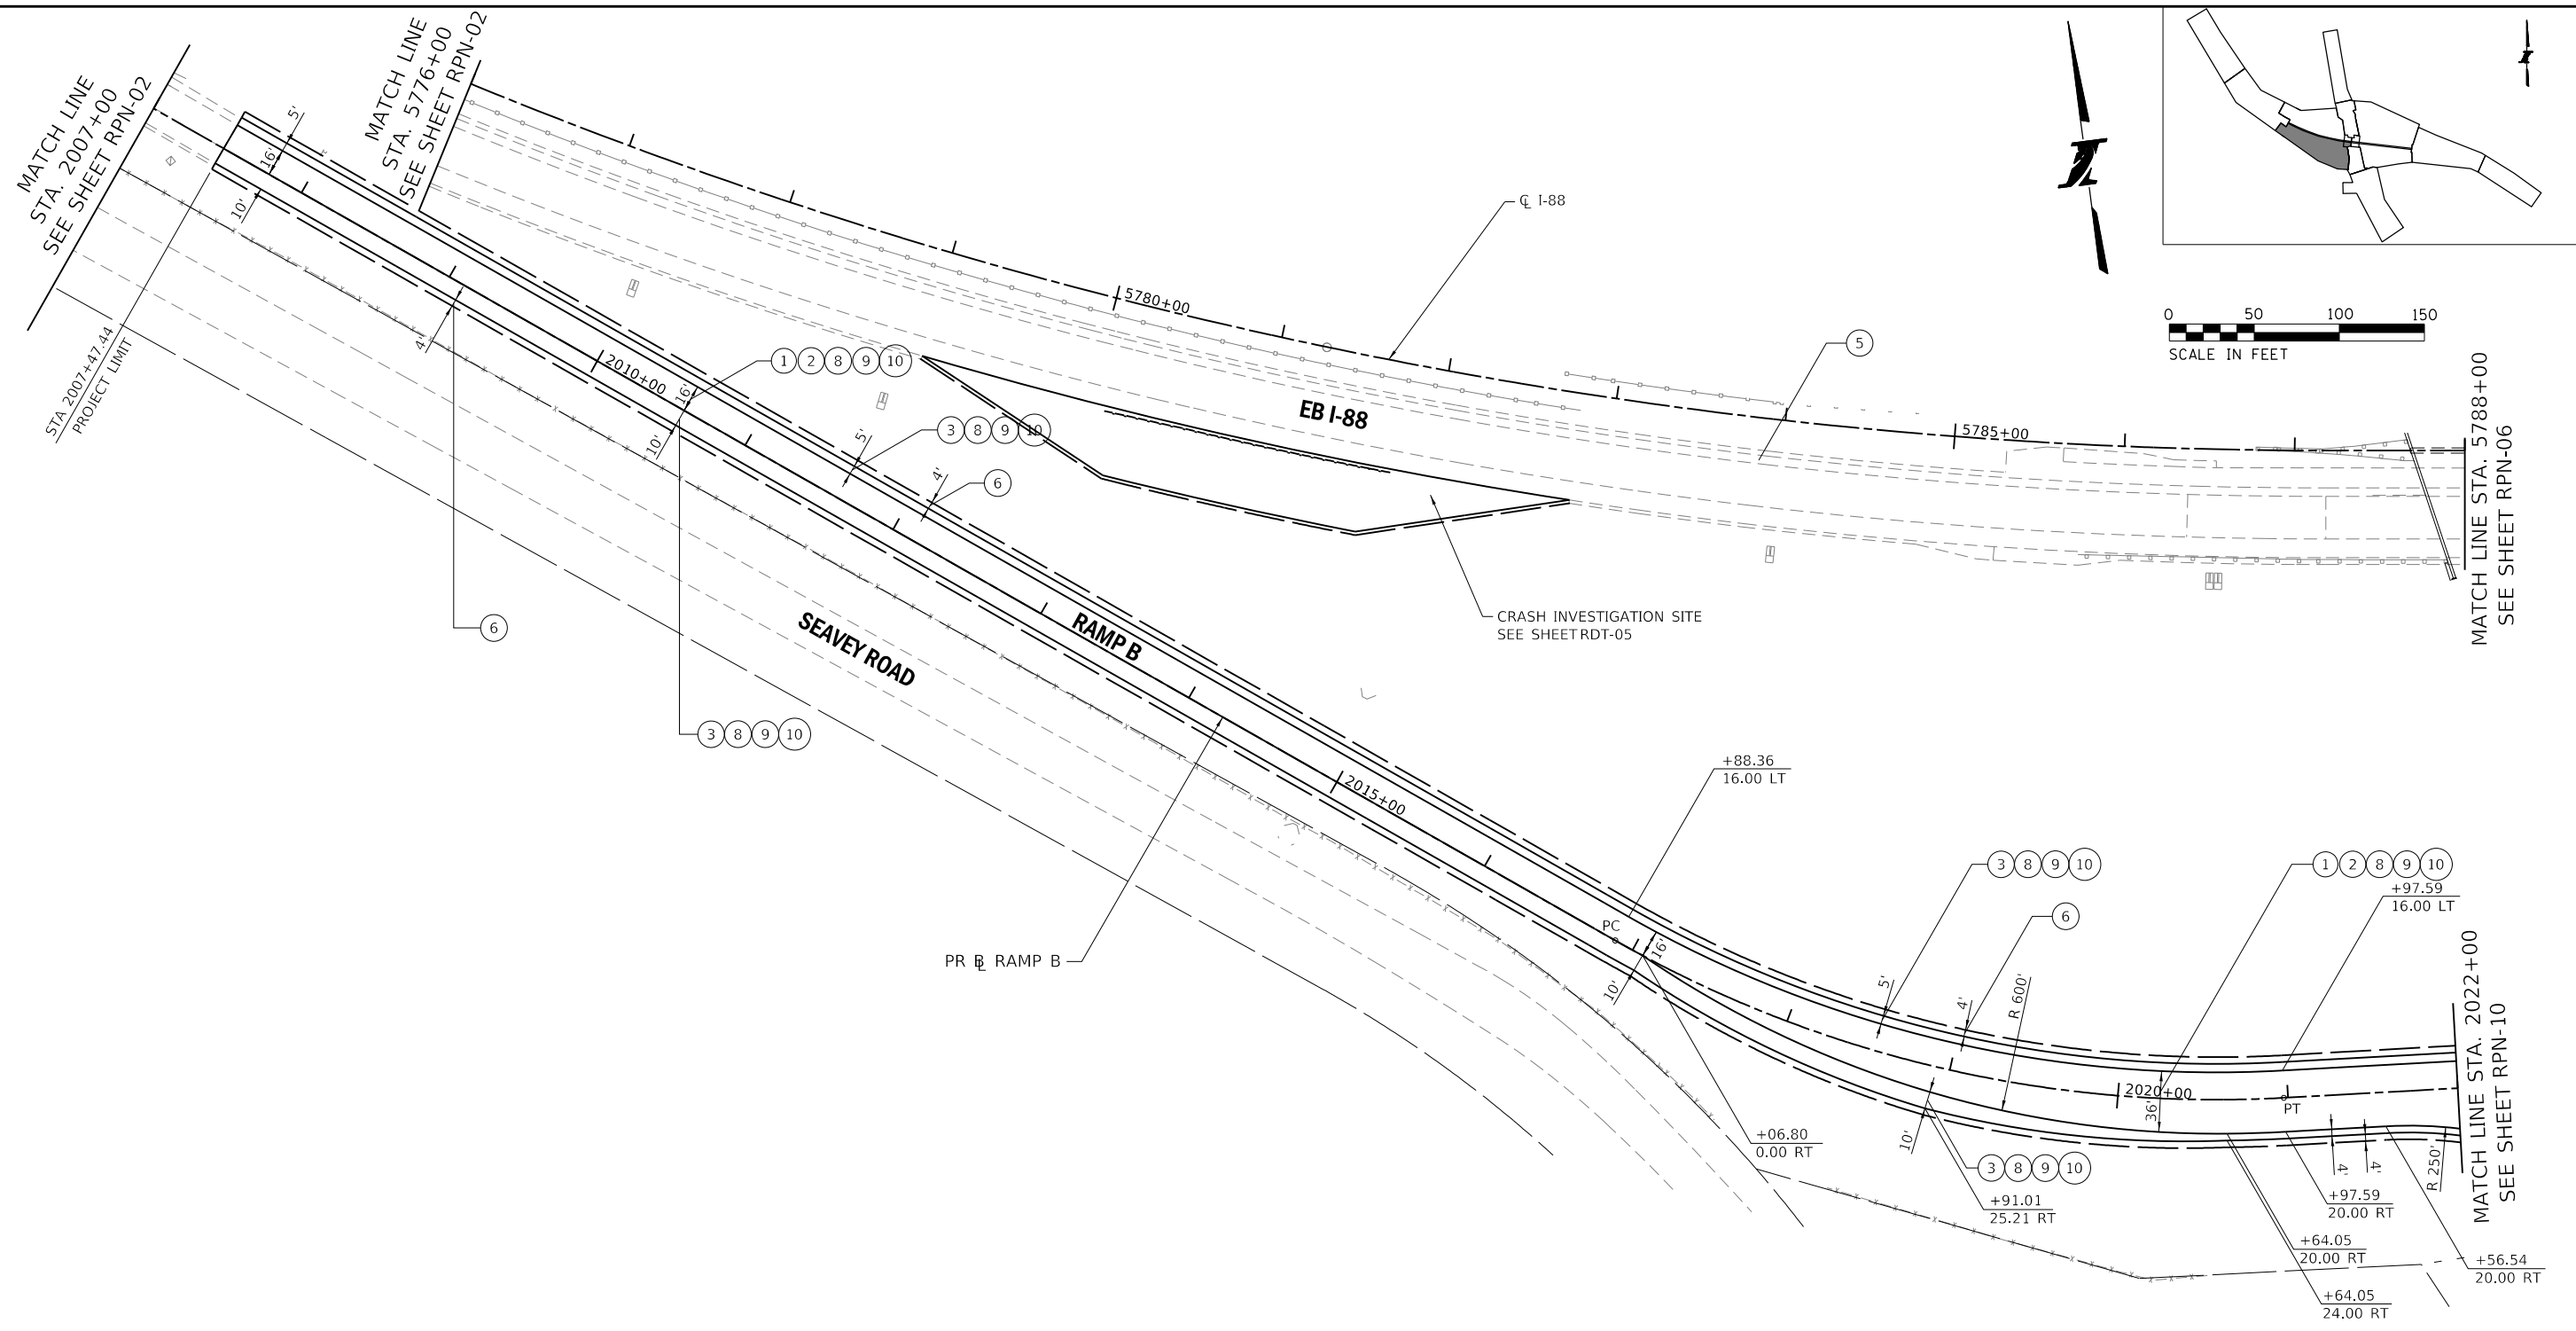 MATCH LINE
STA. 2007+00
SEE SHEET RPN-02
MATCH LINE
STA. 5776+00
SEE SHEET RPN-02
5'
16'
10'
4'
STA 2007+47.44
PROJECT LIMIT
℄ I-88
5780+00
5
0 50 100 150
SCALE IN FEET
2010+00
16'
10'
1 2 8 9 10
5'
3 8 9 10
4'
6
EB I-88
5785+00
MATCH LINE STA. 5788+00
SEE SHEET RPN-06
6
SEAVEY ROAD
RAMP B
CRASH INVESTIGATION SITE
SEE SHEET RDT-05
3 8 9 10
2015+00
+88.36
16.00 LT
PR BL RAMP B
PC
16'
10'
3 8 9 10
6
1 2 8 9 10
+97.59
16.00 LT
5'
4'
R 600'
2020+00
36'
PT
MATCH LINE STA. 2022+00
SEE SHEET RPN-10
+06.80
0.00 RT
10'
3 8 9 10
+91.01
25.21 RT
4'
4'
R 250'
+97.59
20.00 RT
+64.05
20.00 RT
+56.54
20.00 RT
+64.05
24.00 RT